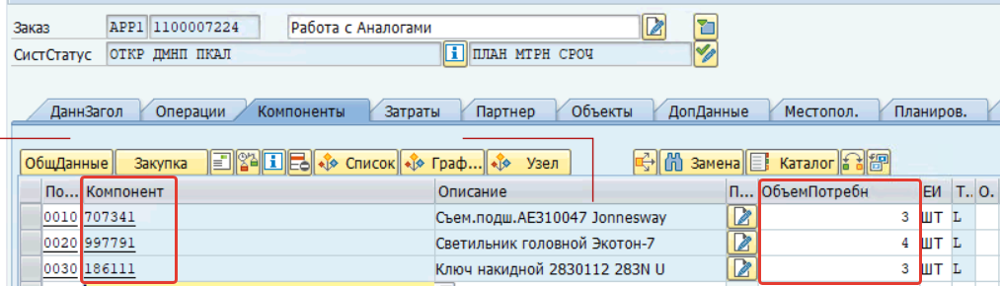 Заказ APP1 1100007224 Работа с Аналогами
СистСтатус ОТКР ДМНП ПКАЛ ПЛАН МТРН СРОЧ
ДаннЗагол Операции Компоненты Затраты Партнер Объекты ДопДанные Местопол. Планиров.
ОбщДанные Закупка Список Граф... Узел Замена Каталог
По... Компонент Описание П... ОбъемПотребн ЕИ Т.. О.
0010 707341 Съем.подш.AE310047 Jonnesway 3 ШТ L
0020 997791 Светильник головной Экотон-7 4 ШТ L
0030 186111 Ключ накидной 2830112 283N U 3 ШТ L